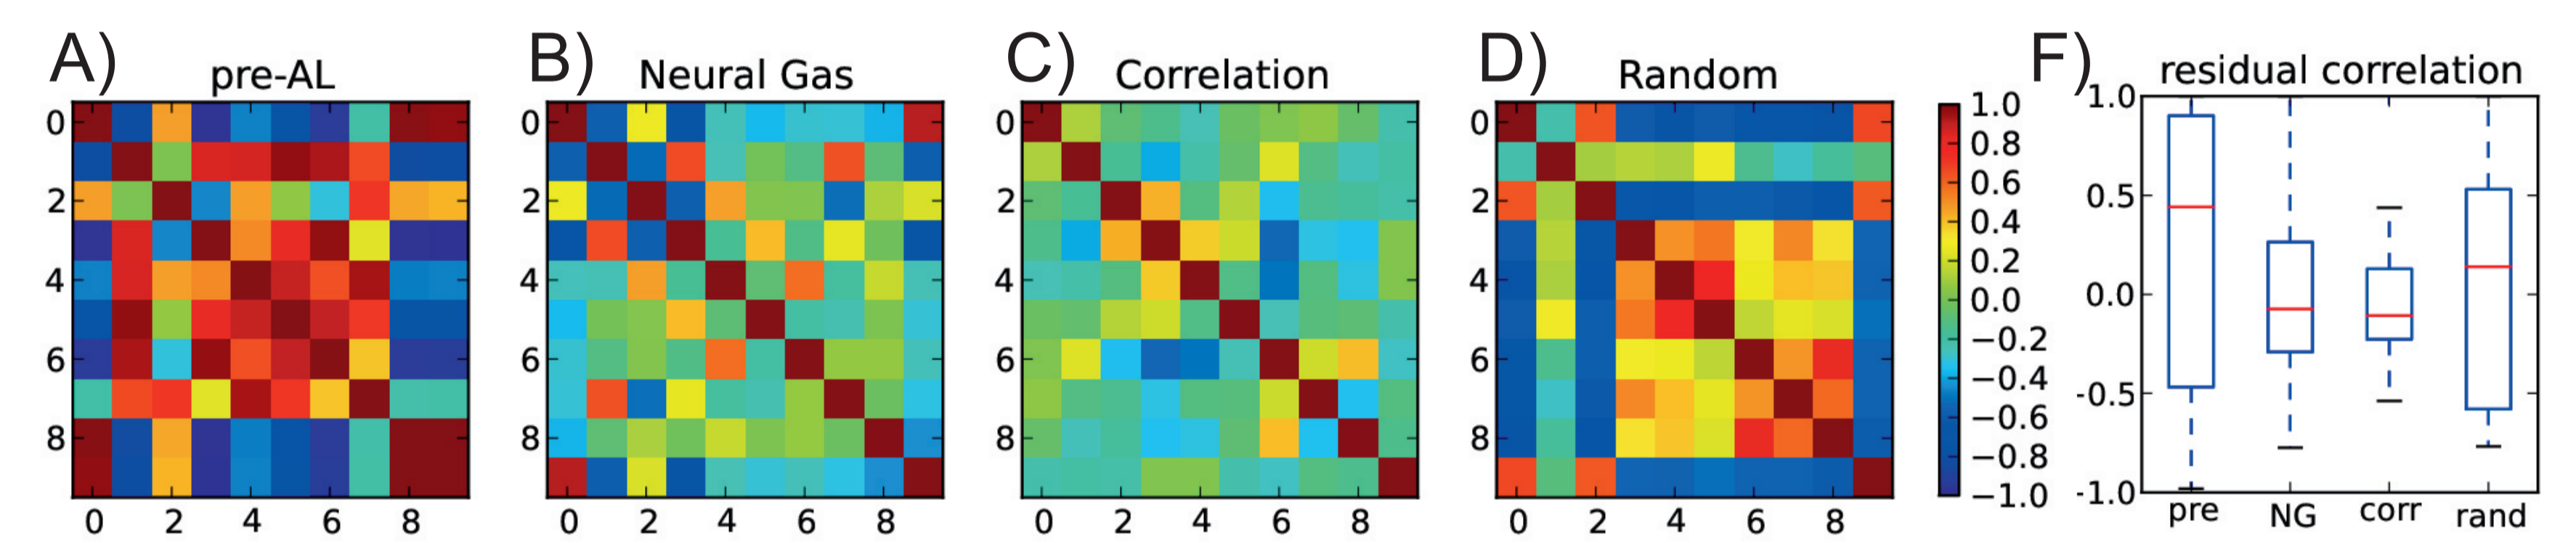 A)
pre-AL
0
2
4
6
8
0 2 4 6 8
B)
Neural Gas
0
2
4
6
8
0 2 4 6 8
C)
Correlation
0
2
4
6
8
0 2 4 6 8
D)
Random
0
2
4
6
8
0 2 4 6 8
1.0
0.8
0.6
0.4
0.2
0.0
−0.2
−0.4
−0.6
−0.8
−1.0
F)
residual correlation
1.0
0.5
0.0
-0.5
-1.0
pre NG corr rand